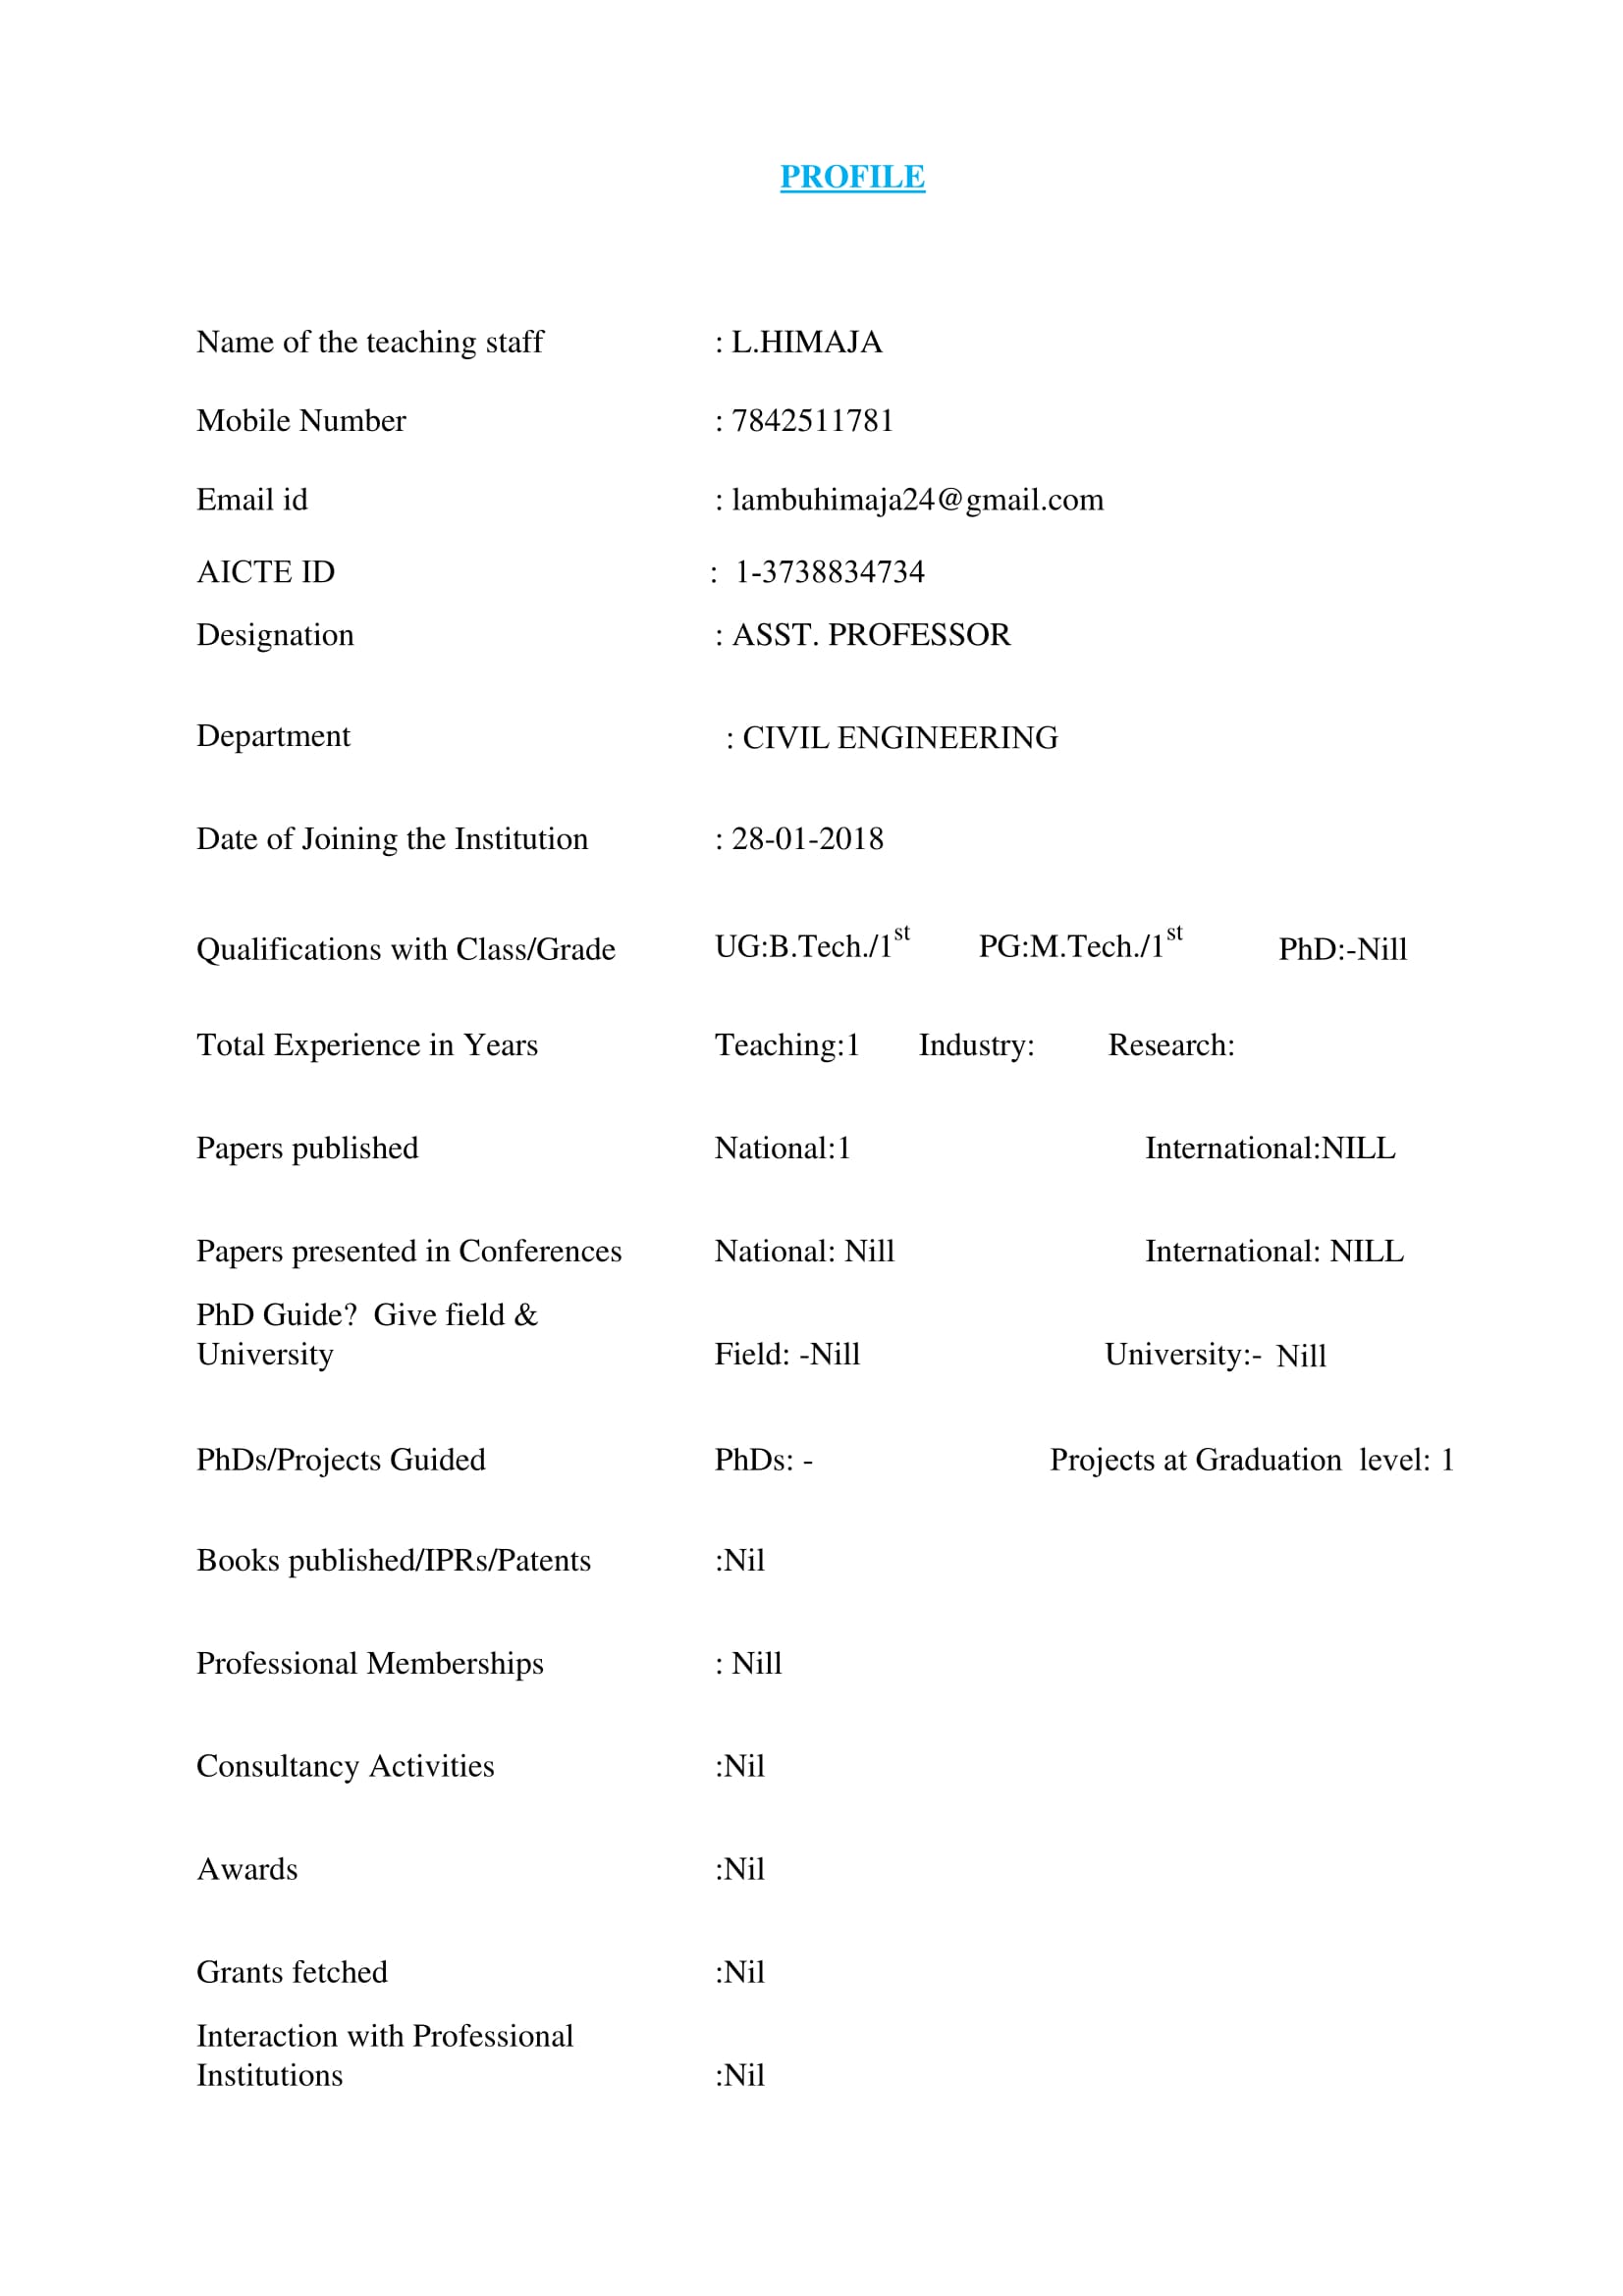 PROFILE
Name of the teaching staff : L.HIMAJA
Mobile Number : 7842511781
Email id : lambuhimaja24@gmail.com
AICTE ID : 1-3738834734
Designation : ASST. PROFESSOR
Department : CIVIL ENGINEERING
Date of Joining the Institution : 28-01-2018
Qualifications with Class/Grade UG:B.Tech./1st PG:M.Tech./1st PhD:-Nill
Total Experience in Years Teaching:1 Industry: Research:
Papers published National:1 International:NILL
Papers presented in Conferences National: Nill International: NILL
PhD Guide? Give field &
University Field: -Nill University:- Nill
PhDs/Projects Guided PhDs: - Projects at Graduation level: 1
Books published/IPRs/Patents :Nil
Professional Memberships : Nill
Consultancy Activities :Nil
Awards :Nil
Grants fetched :Nil
Interaction with Professional
Institutions :Nil